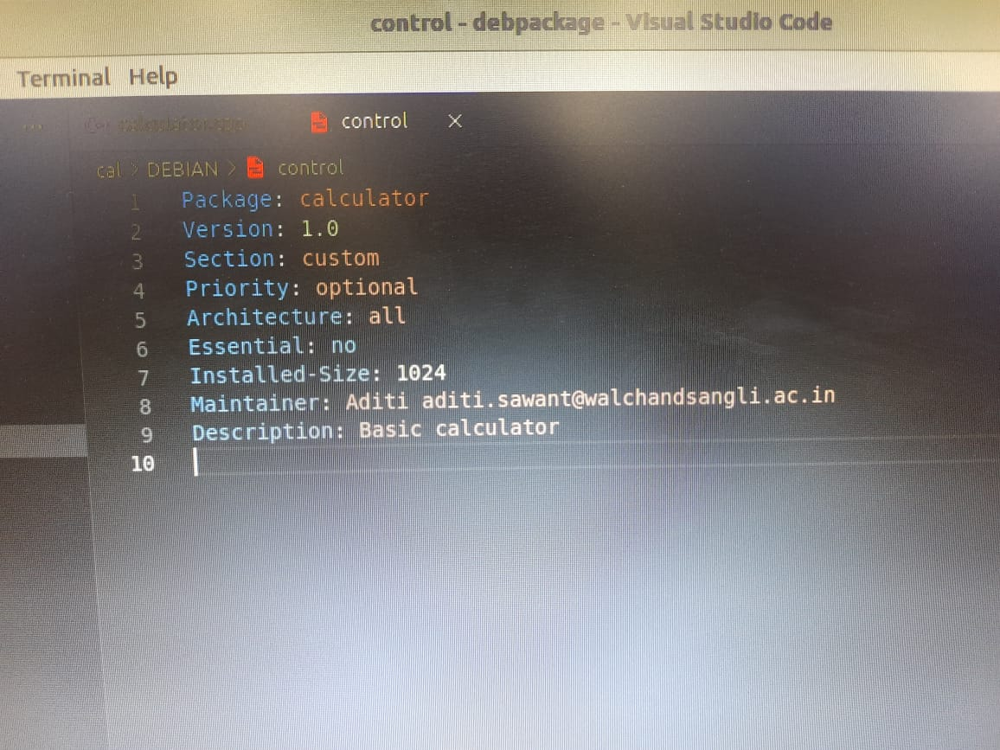 control - debpackage - Visual Studio Code
Terminal Help
... calculator.cpp control ×
cal > DEBIAN > control
1 Package: calculator
2 Version: 1.0
3 Section: custom
4 Priority: optional
5 Architecture: all
6 Essential: no
7 Installed-Size: 1024
8 Maintainer: Aditi aditi.sawant@walchandsangli.ac.in
9 Description: Basic calculator
10